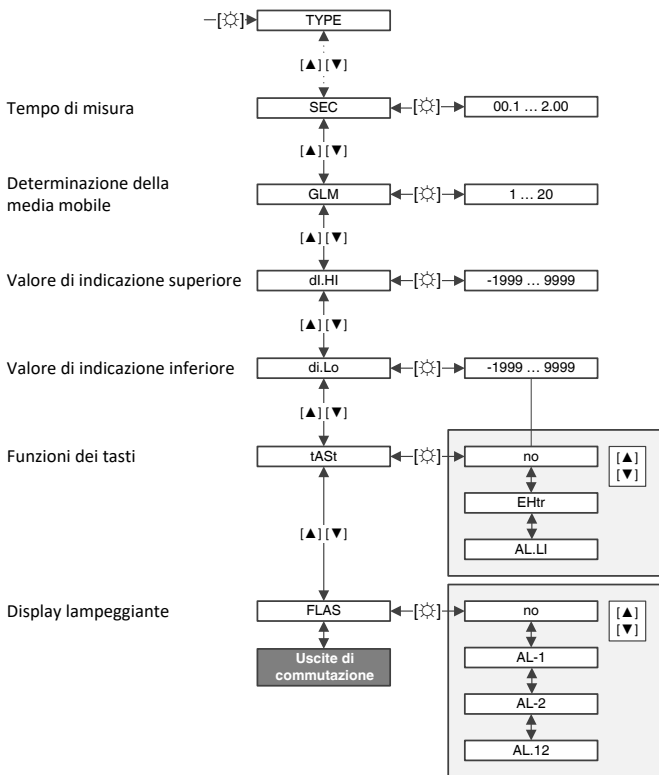 [☼] TYPE
[▲] [▼]
Tempo di misura SEC [☼] 00.1 ... 2.00
[▲] [▼]
Determinazione della
media mobile GLM [☼] 1 ... 20
[▲] [▼]
Valore di indicazione superiore dI.HI [☼] -1999 ... 9999
[▲] [▼]
Valore di indicazione inferiore di.Lo [☼] -1999 ... 9999
[▲] [▼]
Funzioni dei tasti tASt [☼] no [▲]
[▼]
EHtr
[▲] [▼] AL.LI
Display lampeggiante FLAS [☼] no [▲]
[▼]
Uscite di
commutazione
AL-1
AL-2
AL.12